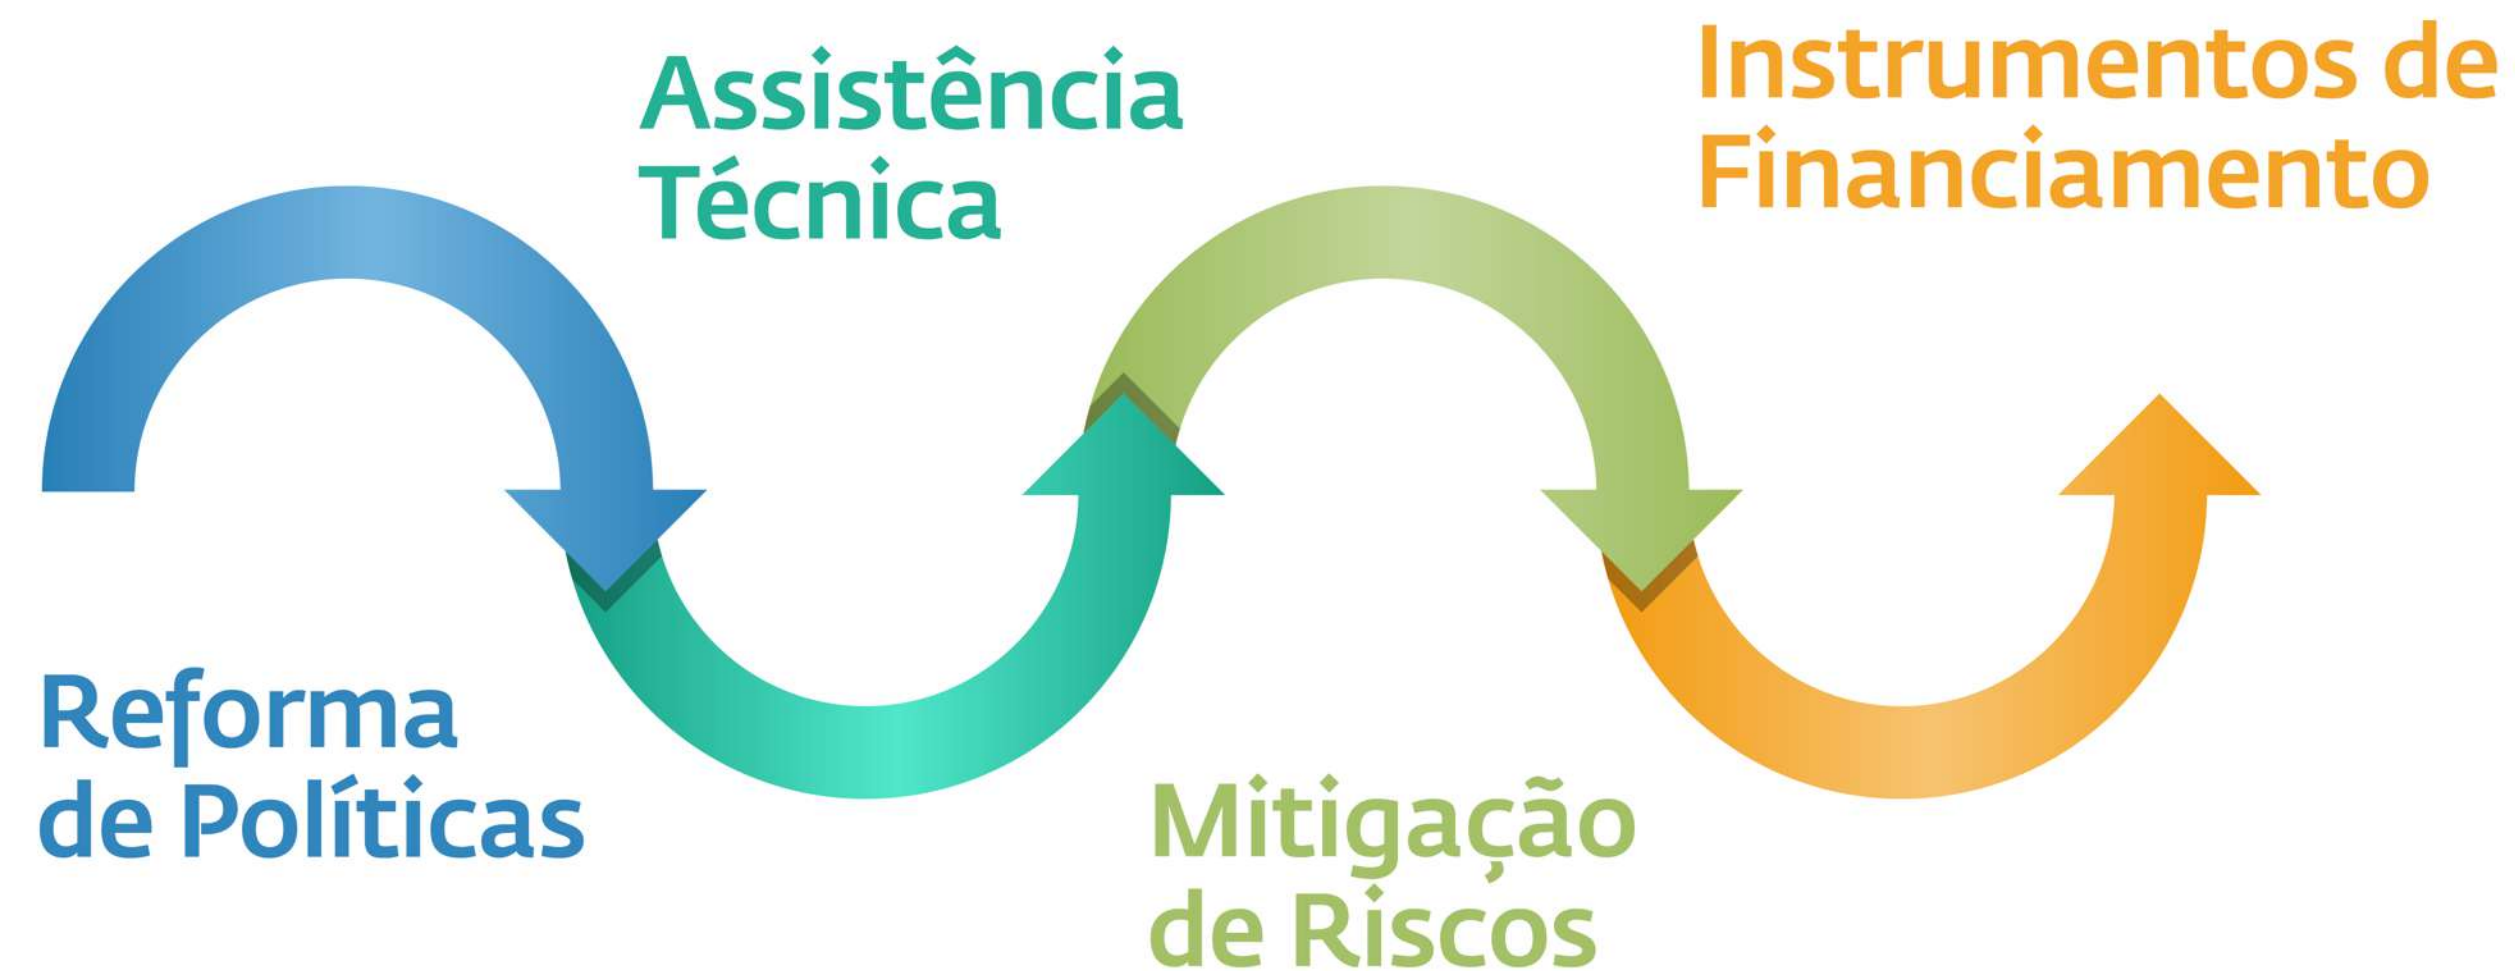 Reforma
de Políticas
Assistência
Técnica
Mitigação
de Riscos
Instrumentos de
Financiamento